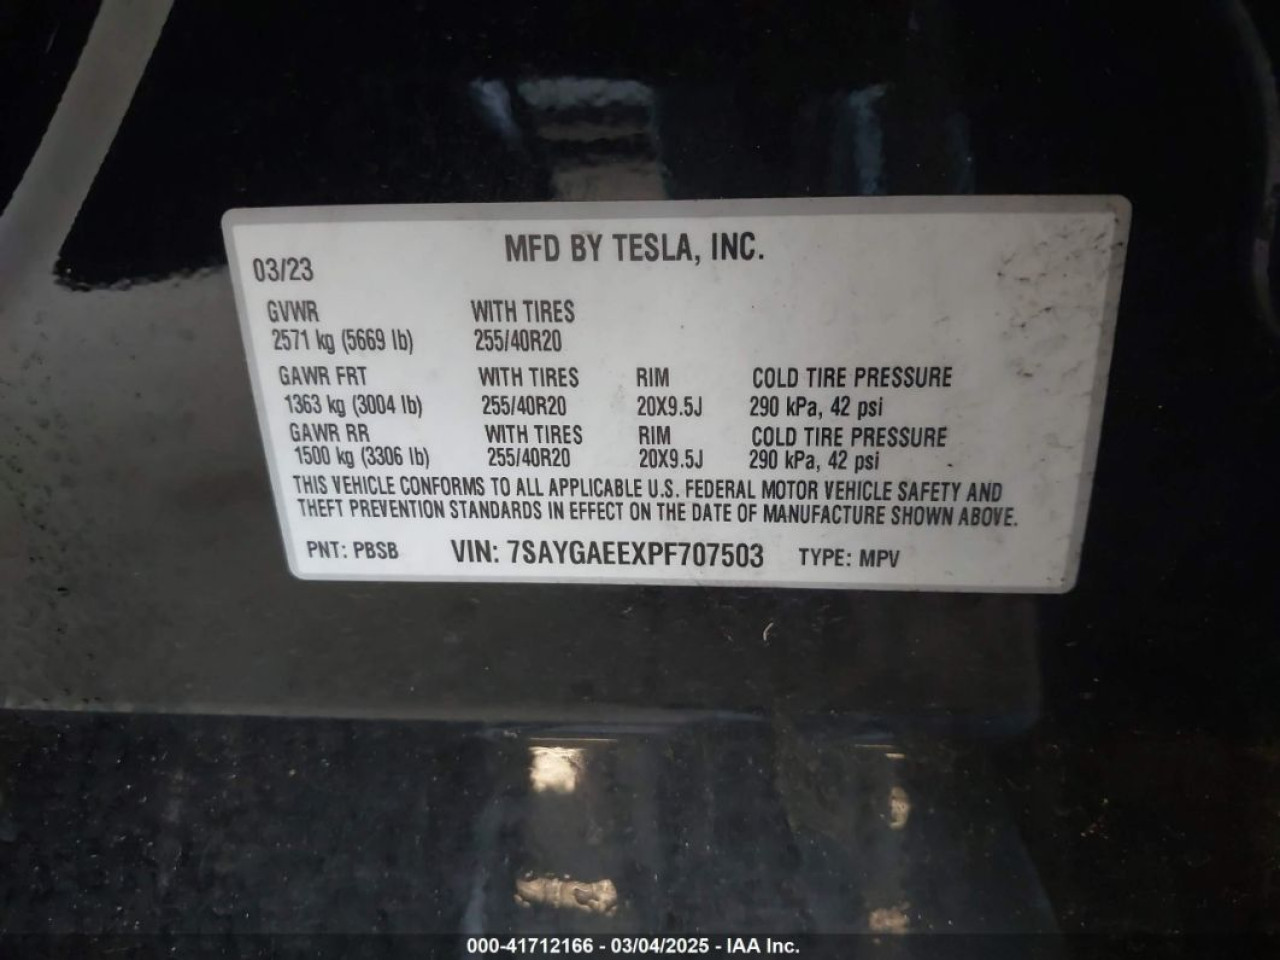 MFD BY TESLA, INC.
03/23
GVWR WITH TIRES
2571 kg (5669 lb) 255/40R20
GAWR FRT WITH TIRES RIM COLD TIRE PRESSURE
1363 kg (3004 lb) 255/40R20 20X9.5J 290 kPa, 42 psi
GAWR RR WITH TIRES RIM COLD TIRE PRESSURE
1500 kg (3306 lb) 255/40R20 20X9.5J 290 kPa, 42 psi
THIS VEHICLE CONFORMS TO ALL APPLICABLE U.S. FEDERAL MOTOR VEHICLE SAFETY AND
THEFT PREVENTION STANDARDS IN EFFECT ON THE DATE OF MANUFACTURE SHOWN ABOVE.
PNT: PBSB VIN: 7SAYGAEEXPF707503 TYPE: MPV
000-41712166 - 03/04/2025 - IAA Inc.